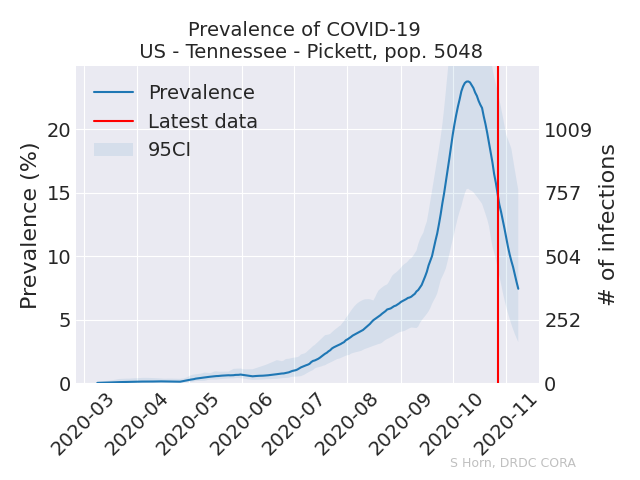 Prevalence of COVID-19
US - Tennessee - Pickett, pop. 5048
Prevalence
Latest data
95CI
Prevalence (%)
20
15
10
5
0
1009
757
504
252
0
# of infections
2020-03
2020-04
2020-05
2020-06
2020-07
2020-08
2020-09
2020-10
2020-11
S Horn, DRDC CORA